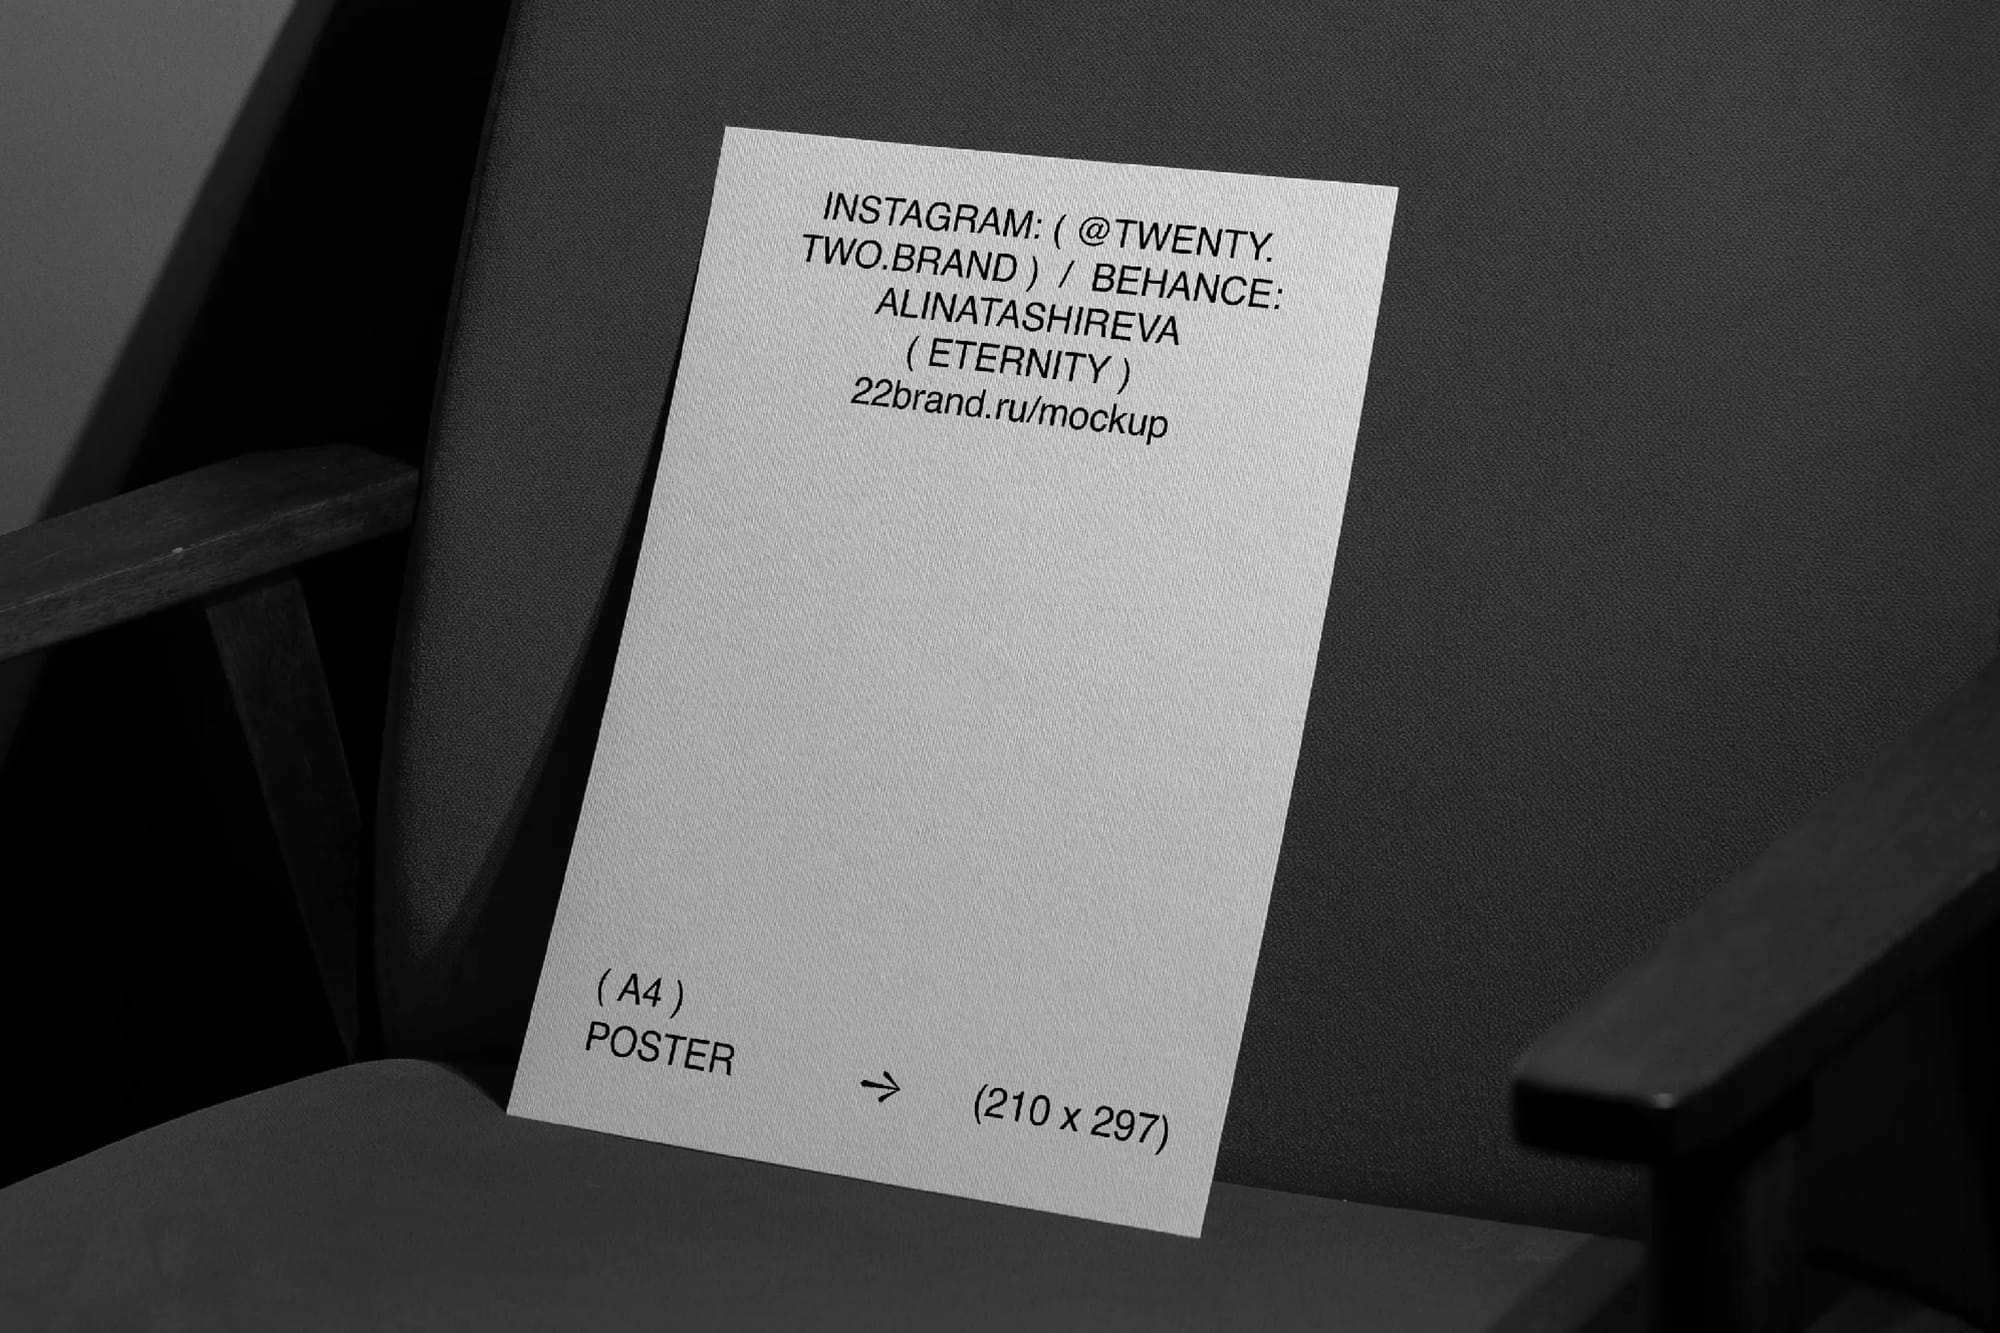 INSTAGRAM: ( @TWENTY.
TWO.BRAND ) / BEHANCE:
ALINATASHIREVA
( ETERNITY )
22brand.ru/mockup
( A4 )
POSTER
→ (210 x 297)